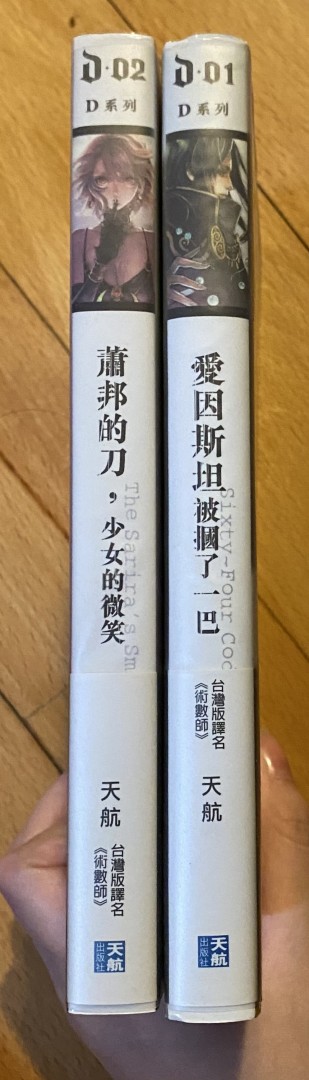 D·02
D 系列
蕭邦的刀，少女的微笑
The Sarira's Sm
天航
台灣版譯名
《術數師》
天航
出版社
D·01
D 系列
愛因斯坦被摑了一巴
Sixty-Four Cod
台灣版譯名
《術數師》
天航
天航
出版社